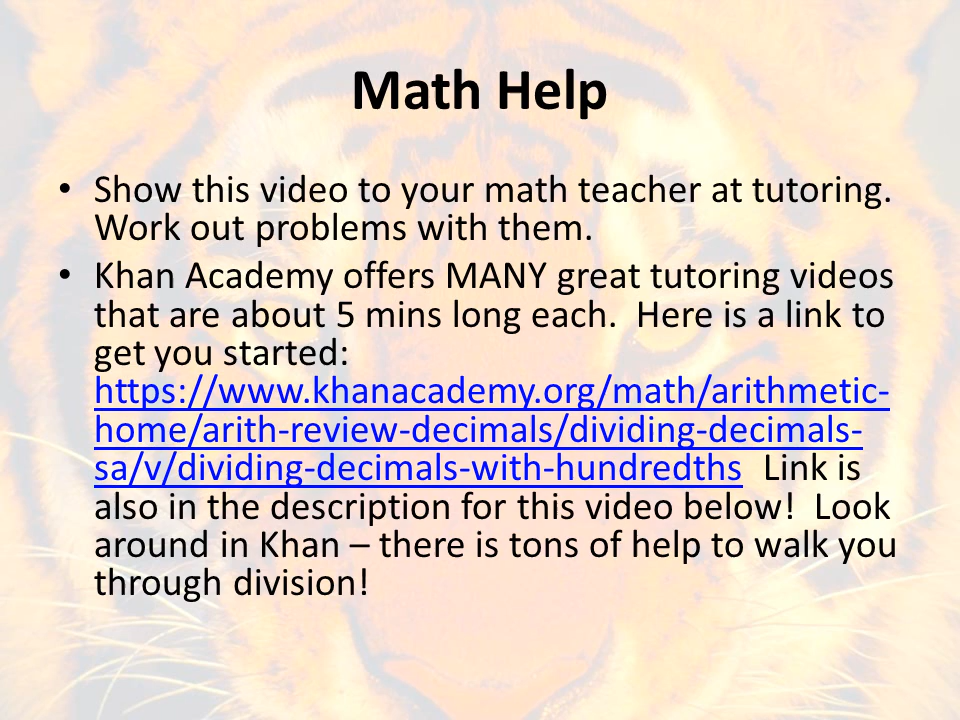 Math Help
• Show this video to your math teacher at tutoring.
Work out problems with them.
• Khan Academy offers MANY great tutoring videos
that are about 5 mins long each.  Here is a link to
get you started:
https://www.khanacademy.org/math/arithmetic-
home/arith-review-decimals/dividing-decimals-
sa/v/dividing-decimals-with-hundredths  Link is
also in the description for this video below!  Look
around in Khan – there is tons of help to walk you
through division!